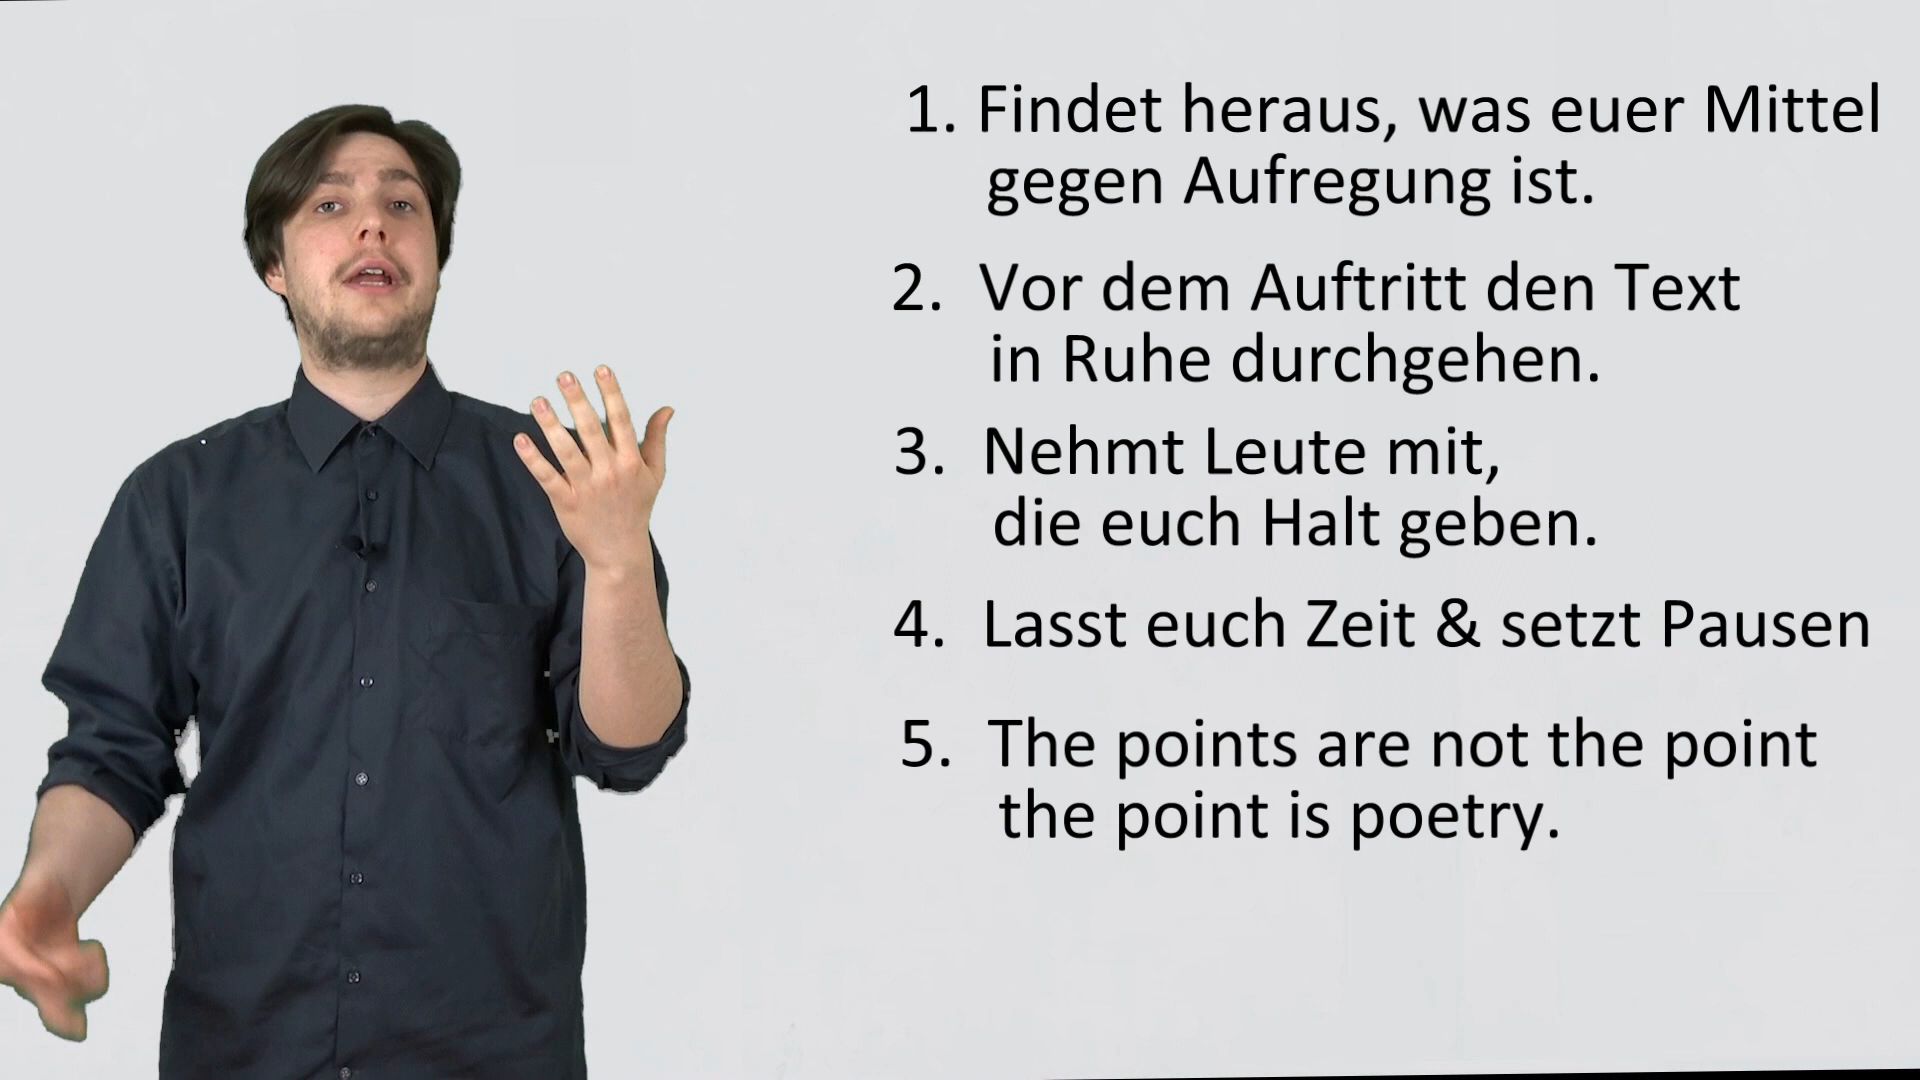 1. Findet heraus, was euer Mittel
gegen Aufregung ist.
2. Vor dem Auftritt den Text
in Ruhe durchgehen.
3. Nehmt Leute mit,
die euch Halt geben.
4. Lasst euch Zeit & setzt Pausen
5. The points are not the point
the point is poetry.